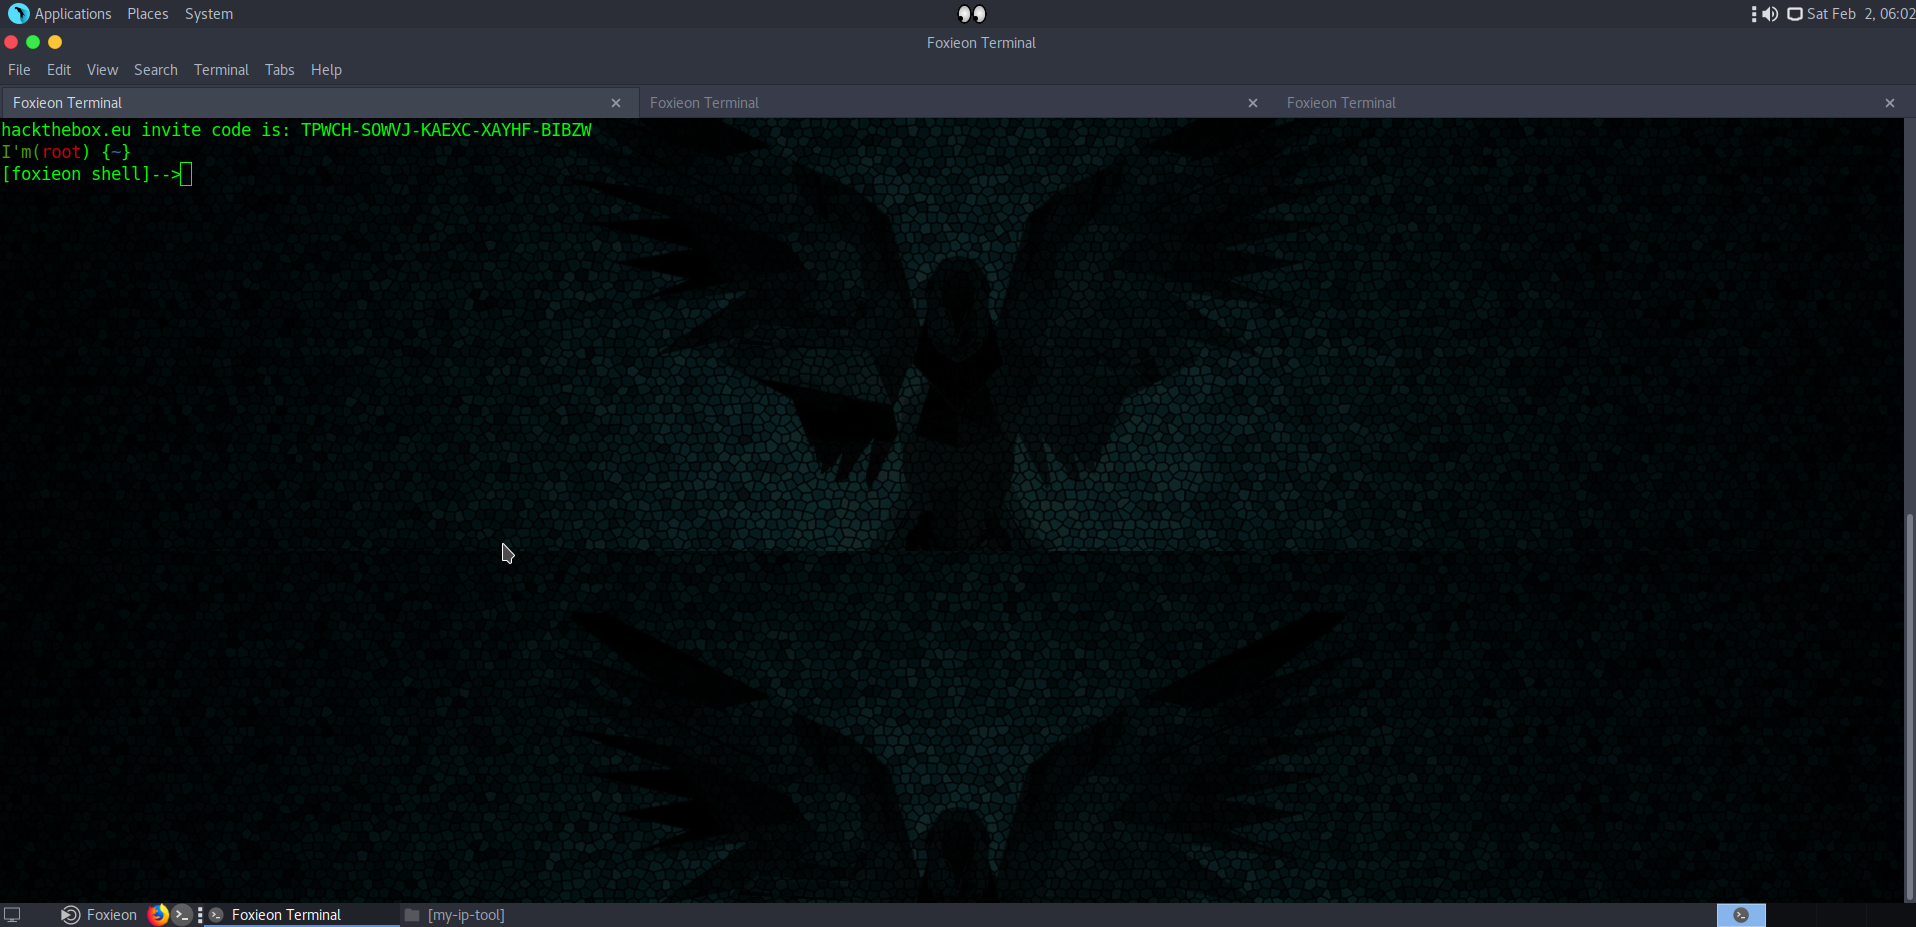 Applications Places System Sat Feb 2, 06:02
Foxieon Terminal
File Edit View Search Terminal Tabs Help
Foxieon Terminal × Foxieon Terminal × Foxieon Terminal ×
hackthebox.eu invite code is: TPWCH-SOWVJ-KAEXC-XAYHF-BIBZW
I'm(root) {~}
[foxieon shell]-->
Foxieon Foxieon Terminal [my-ip-tool]